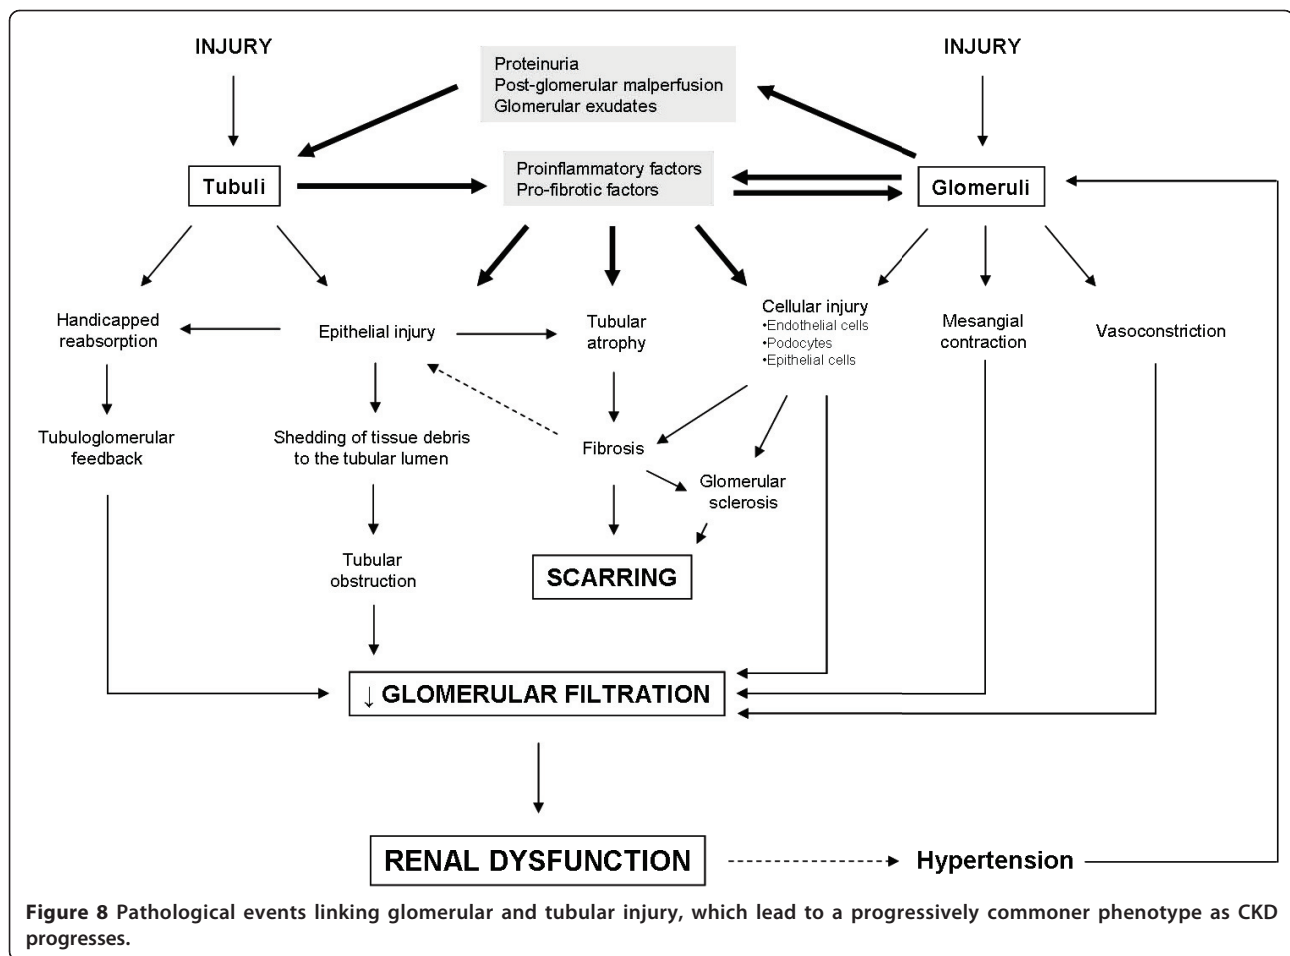 INJURY
INJURY
Proteinuria
Post-glomerular malperfusion
Glomerular exudates
Tubuli
Proinflammatory factors
Pro-fibrotic factors
Glomeruli
Handicapped
reabsorption
Epithelial injury
Tubular
atrophy
Cellular injury
•Endothelial cells
•Podocytes
•Epithelial cells
Mesangial
contraction
Vasoconstriction
Tubuloglomerular
feedback
Shedding of tissue debris
to the tubular lumen
Fibrosis
Glomerular
sclerosis
Tubular
obstruction
SCARRING
↓ GLOMERULAR FILTRATION
RENAL DYSFUNCTION
Hypertension
Figure 8 Pathological events linking glomerular and tubular injury, which lead to a progressively commoner phenotype as CKD
progresses.